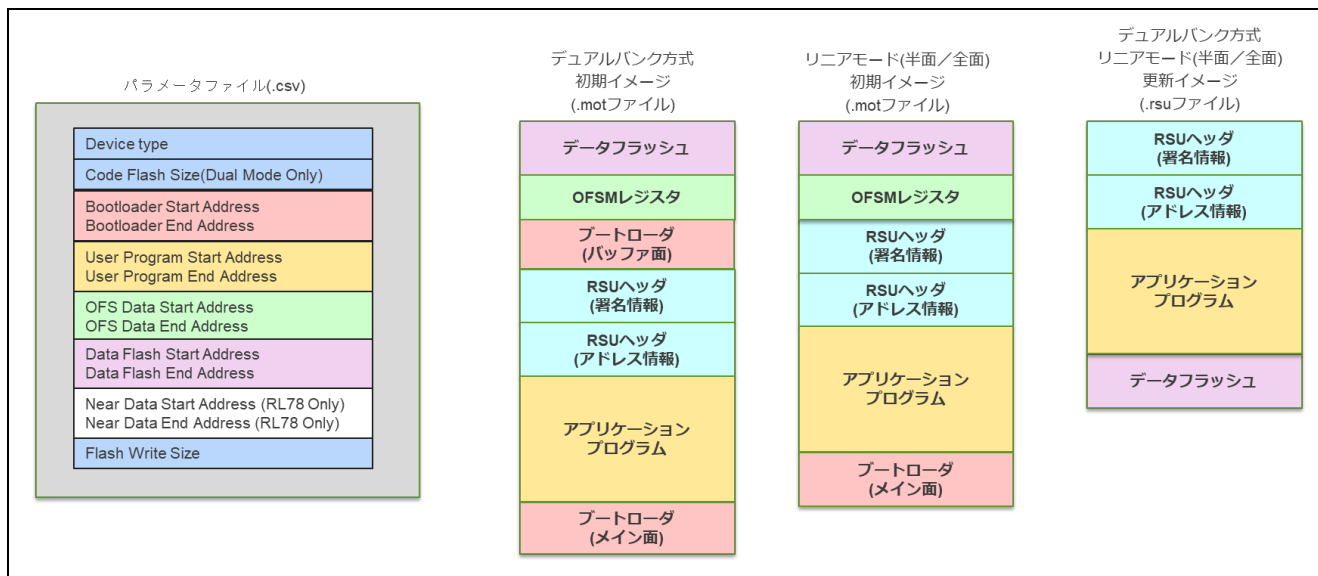 パラメータファイル(.csv)
Device type
Code Flash Size(Dual Mode Only)
Bootloader Start Address
Bootloader End Address
User Program Start Address
User Program End Address
OFS Data Start Address
OFS Data End Address
Data Flash Start Address
Data Flash End Address
Near Data Start Address (RL78 Only)
Near Data End Address (RL78 Only)
Flash Write Size
デュアルバンク方式
初期イメージ
(.motファイル)
データフラッシュ
OFSMレジスタ
ブートローダ
(バッファ面)
RSUヘッダ
(署名情報)
RSUヘッダ
(アドレス情報)
アプリケーション
プログラム
ブートローダ
(メイン面)
リニアモード(半面／全面)
初期イメージ
(.motファイル)
データフラッシュ
OFSMレジスタ
RSUヘッダ
(署名情報)
RSUヘッダ
(アドレス情報)
アプリケーション
プログラム
ブートローダ
(メイン面)
デュアルバンク方式
リニアモード(半面／全面)
更新イメージ
(.rsuファイル)
RSUヘッダ
(署名情報)
RSUヘッダ
(アドレス情報)
アプリケーション
プログラム
データフラッシュ